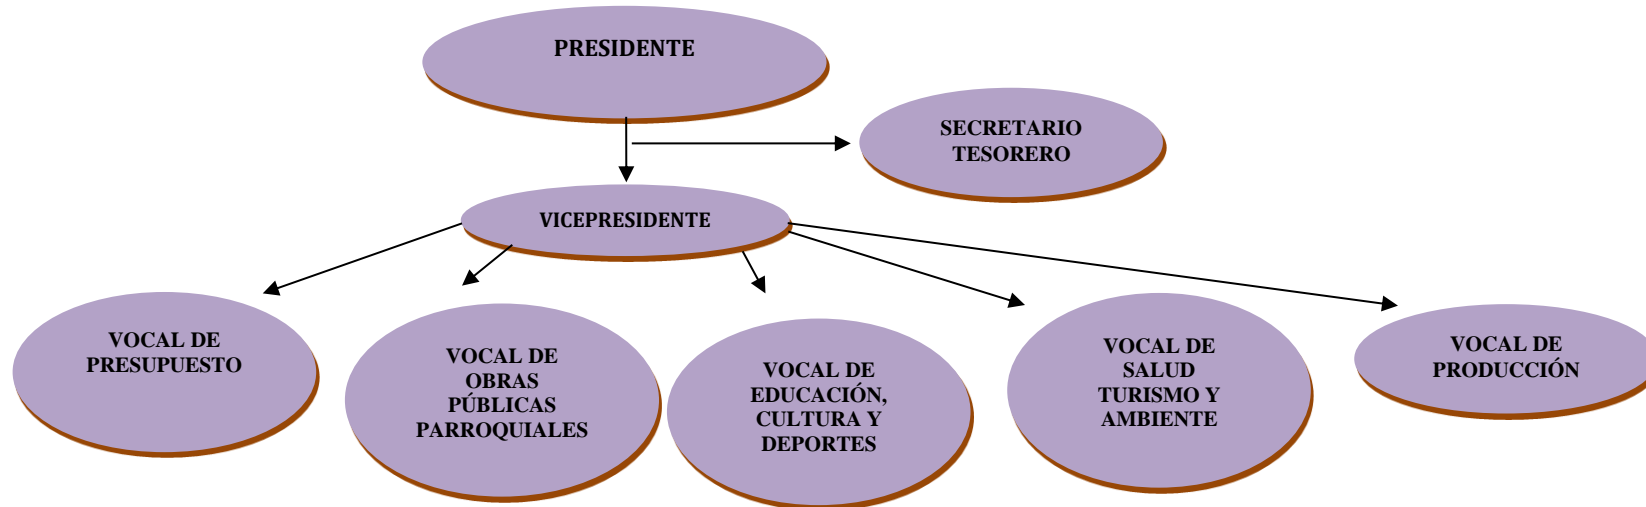 PRESIDENTE
SECRETARIO
TESORERO
VICEPRESIDENTE
VOCAL DE
PRESUPUESTO
VOCAL DE
OBRAS
PÚBLICAS
PARROQUIALES
VOCAL DE
EDUCACIÓN,
CULTURA Y
DEPORTES
VOCAL DE
SALUD
TURISMO Y
AMBIENTE
VOCAL DE
PRODUCCIÓN